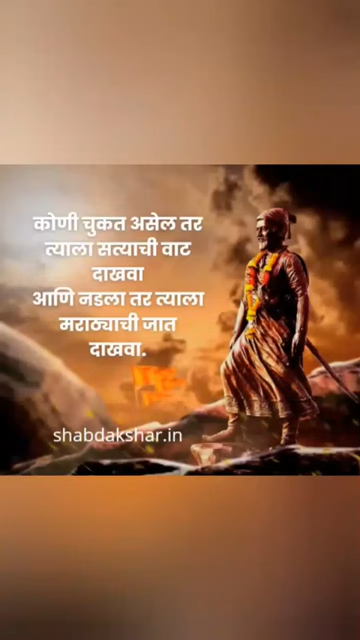 कोणी चुकत असेल तर
त्याला सत्याची वाट
दाखवा
आणि नडला तर त्याला
मराठ्याची जात
दाखवा.
shabdakshar.in